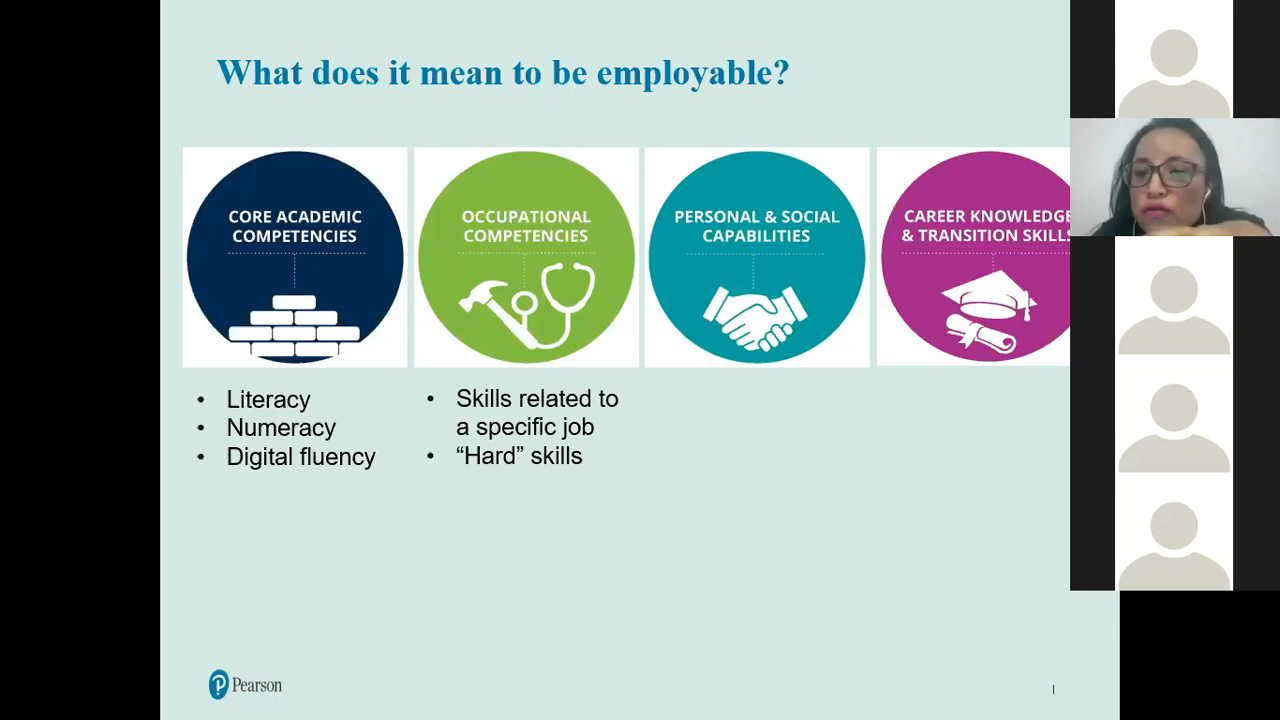 What does it mean to be employable?
CORE ACADEMIC
COMPETENCIES
OCCUPATIONAL
COMPETENCIES
PERSONAL & SOCIAL
CAPABILITIES
CAREER KNOWLEDGE
& TRANSITION SKILLS
• Literacy
• Numeracy
• Digital fluency
• Skills related to
a specific job
• “Hard” skills
Pearson